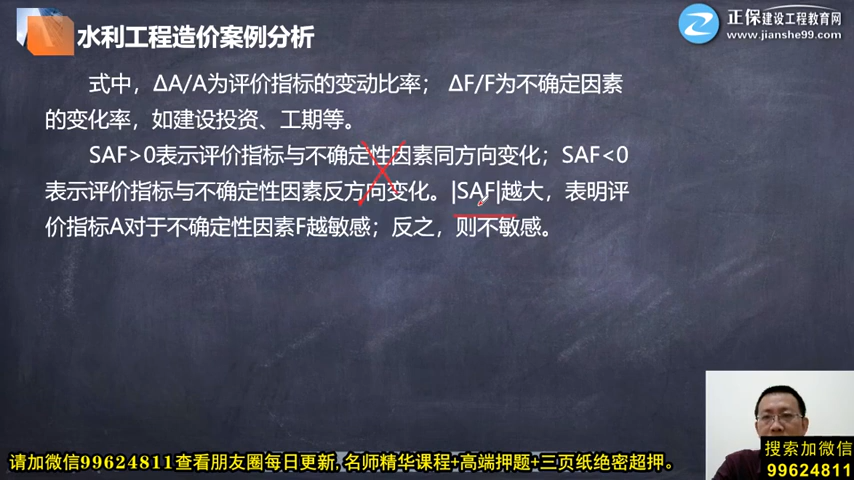 水利工程造价案例分析
正保建设工程教育网
www.jianshe99.com
式中，ΔA/A为评价指标的变动比率； ΔF/F为不确定因素
的变化率，如建设投资、工期等。
SAF>0表示评价指标与不确定性因素同方向变化；SAF<0
表示评价指标与不确定性因素反方向变化。|SAF|越大，表明评
价指标A对于不确定性因素F越敏感；反之，则不敏感。
搜索加微信
99624811
请加微信99624811查看朋友圈每日更新,名师精华课程+高端押题+三页纸绝密超押。